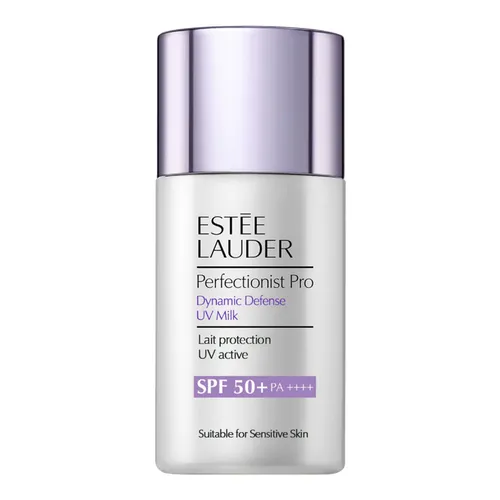 ESTĒE
LAUDER
Perfectionist Pro
Dynamic Defense
UV Milk
Lait protection
UV active
SPF 50+ PA ++++
Suitable for Sensitive Skin